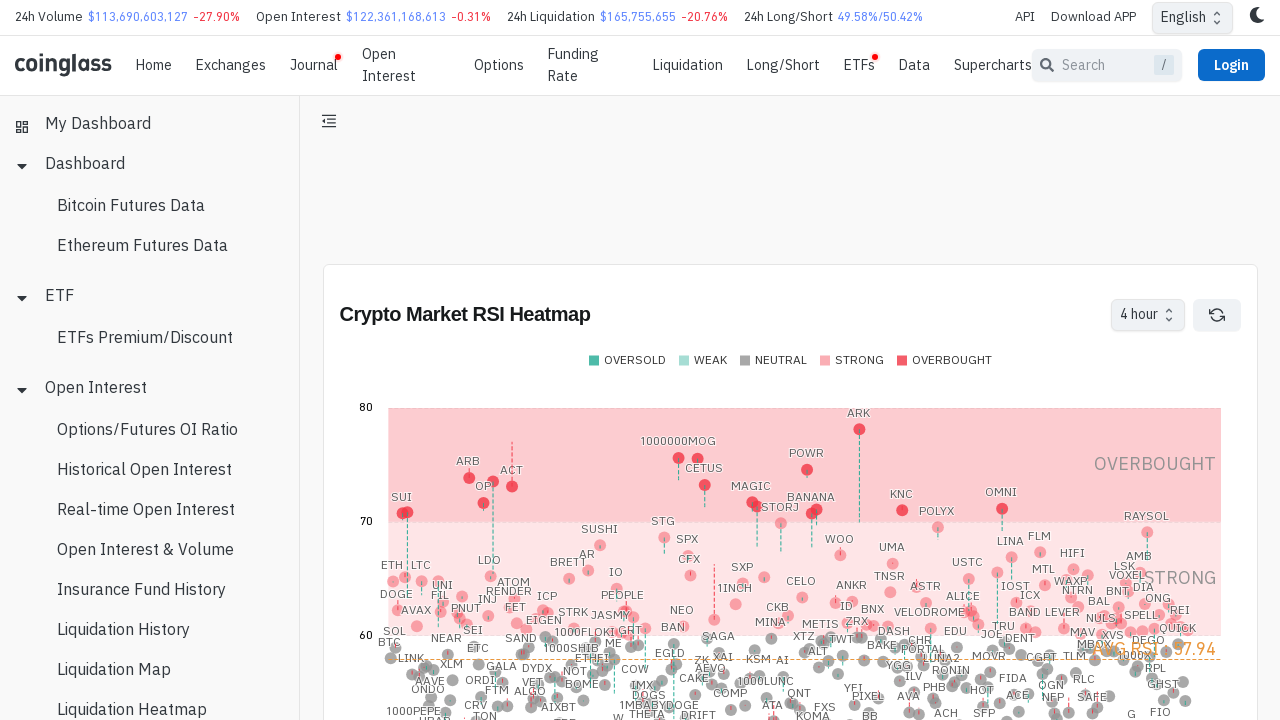 24h Volume $113,690,603,127 -27.90% Open Interest $122,361,168,613 -0.31% 24h Liquidation $165,755,655 -20.76% 24h Long/Short 49.58%/50.42% API Download APP English
coinglass Home Exchanges Journal Open Interest Options Funding Rate Liquidation Long/Short ETFs Data Supercharts Search / Login
My Dashboard
Dashboard
Bitcoin Futures Data
Ethereum Futures Data
ETF
ETFs Premium/Discount
Open Interest
Options/Futures OI Ratio
Historical Open Interest
Real-time Open Interest
Open Interest & Volume
Insurance Fund History
Liquidation History
Liquidation Map
Liquidation Heatmap
Crypto Market RSI Heatmap 4 hour
OVERSOLD WEAK NEUTRAL STRONG OVERBOUGHT
80
ARK
1000000MOG
POWR
ARB
OVERBOUGHT
CETUS
ACT
OP
MAGIC
SUI
BANANA
KNC
OMNI
STORJ
POLYX
RAYSOL
70
STG
SUSHI
SPX
WOO
LINA
FLM
UMA
HIFI
AR
AMB
LDO
BRETT
CFX
USTC
ETH
LTC
SXP
MTL
LSK
IO
TNSR
VOXEL
STRONG
UNI
ATOM
1INCH
CELO
ANKR
ASTR
IOST
WAXP
DIA
DOGE
FIL
RENDER
ICP
PEOPLE
ALICE
ICX
NTRN
BNT
INJ
BAL
ONG
AVAX
PNUT
FET
STRK
NEO
CKB
ID
BNX
VELODROME
BAND
LEVER
REI
EIGEN
JASMY
MINA
METIS
ZRX
TRU
NULS
SPELL
60
SOL
SEI
1000FLOKI
GRT
BAN
DASH
EDU
JOE
MAV
QUICK
BTC
NEAR
SAND
ME
SAGA
XTZ
TWT
CHR
DENT
XVS
DEGO
ETC
1000SHIB
BAKE
PORTAL
MBOX
LINK
EGLD
ALT
LUNA2
MOVR
CGPT
TLM
XLM
GALA
DYDX
ETHFI
ZK
XAI
KSM
AI
YGG
RONIN
RPL
NOT
COW
AEVO
AAVE
ORDI
VET
BOME
IMX
CAKE
1000LUNC
ILV
FIDA
RLC
GHST
ONDO
FTM
ALGO
DOGS
COMP
ONT
YFI
PIXEL
AVA
PHB
HOT
ACE
OGN
NFP
SAFE
1000PEPE
CRV
AIXBT
1MBABYDOGE
ATA
FXS
TON
THETA
DRIFT
KOMA
BB
ACH
SFP
G
FIO